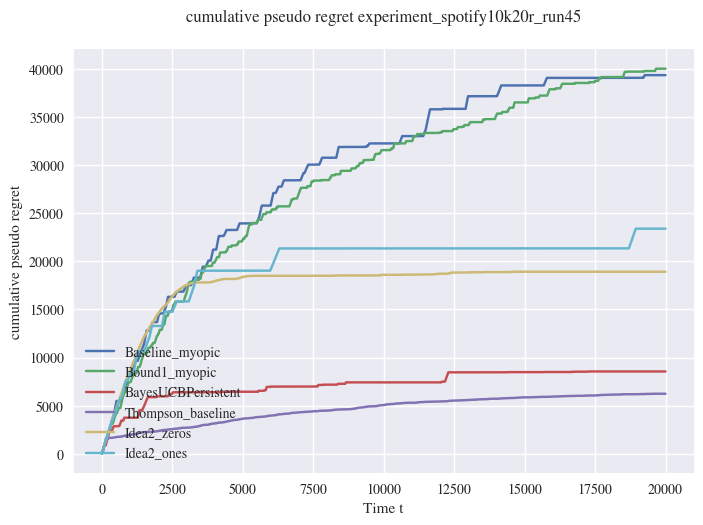 cumulative pseudo regret experiment_spotify10k20r_run45
cumulative pseudo regret
40000
35000
30000
25000
20000
15000
10000
5000
0
Baseline_myopic
Bound1_myopic
BayesUCBPersistent
Thompson_baseline
Idea2_zeros
Idea2_ones
0 2500 5000 7500 10000 12500 15000 17500 20000
Time t